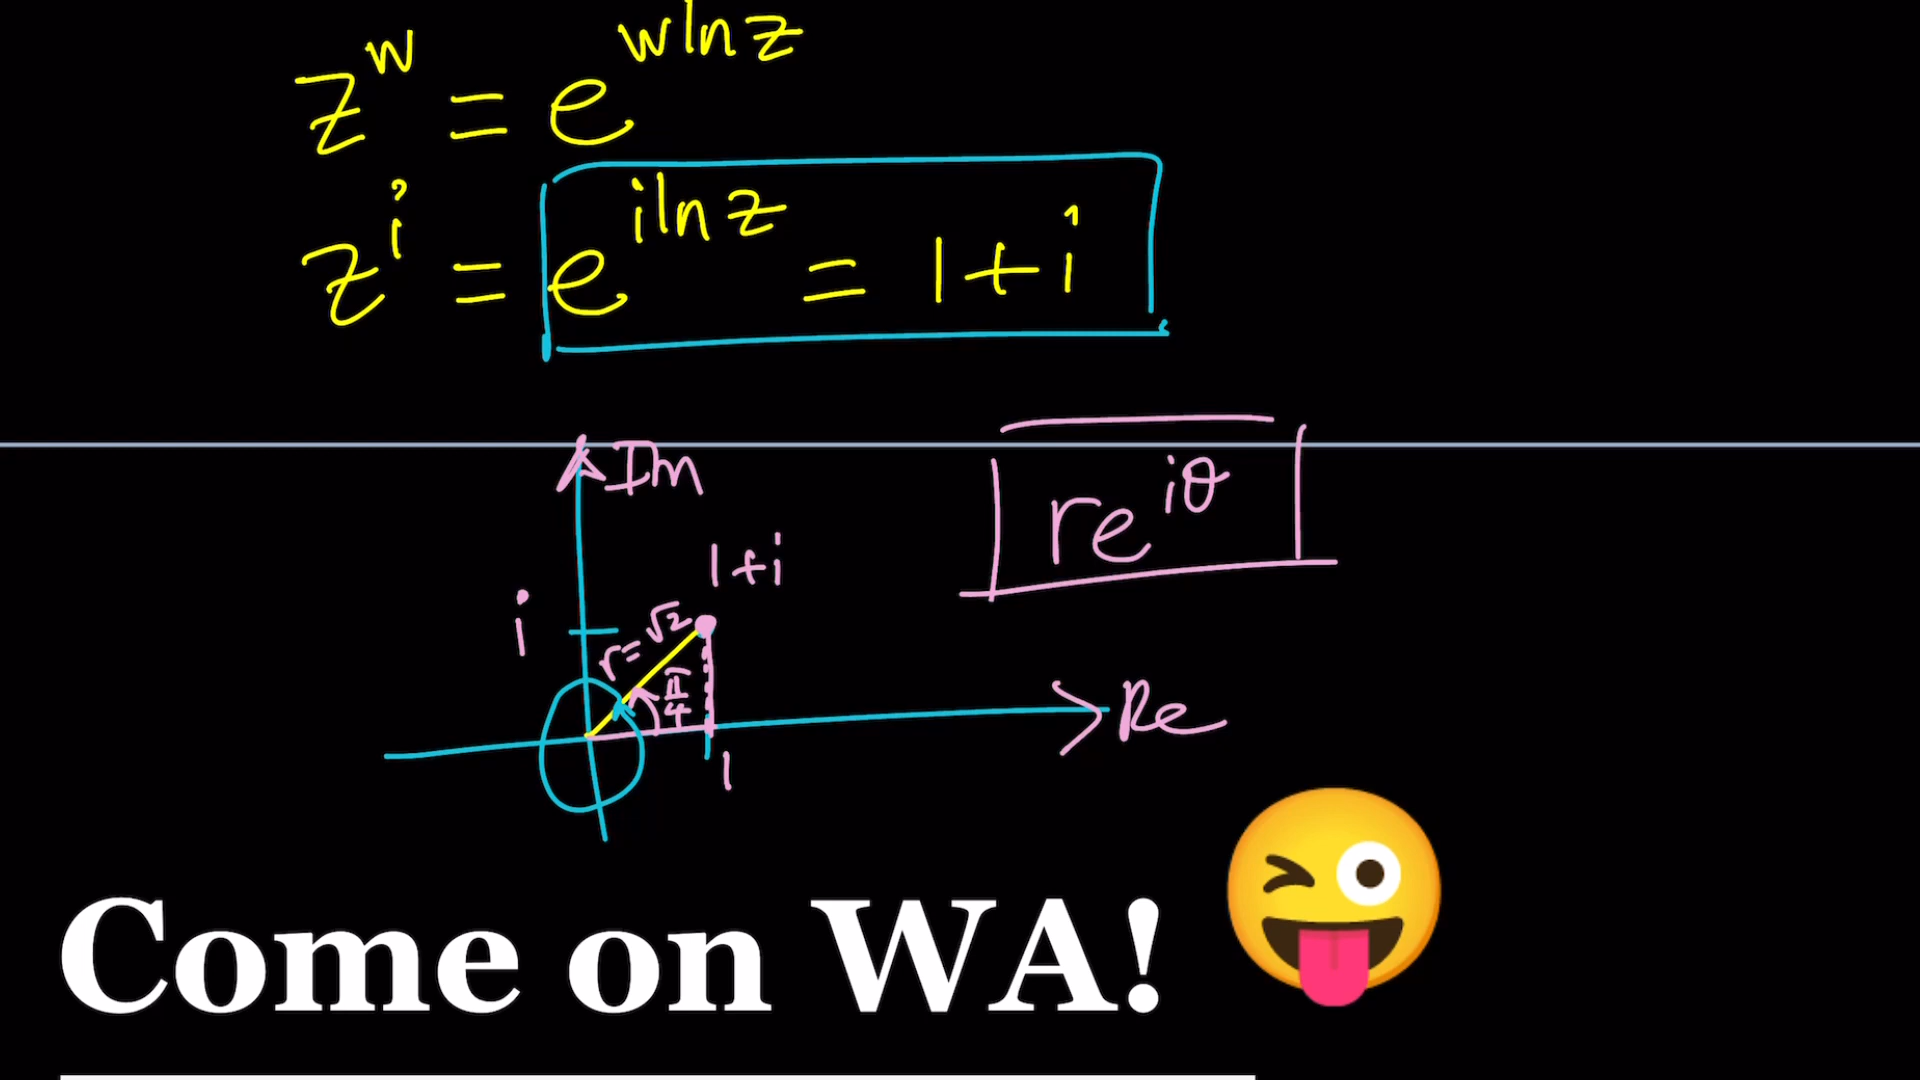 z^w = e^{w ln z}
z^i = e^{i ln z} = 1+i
Im
re^{iθ}
1+i
i
r=√2
π/4
Re
1
Come on WA! 😜